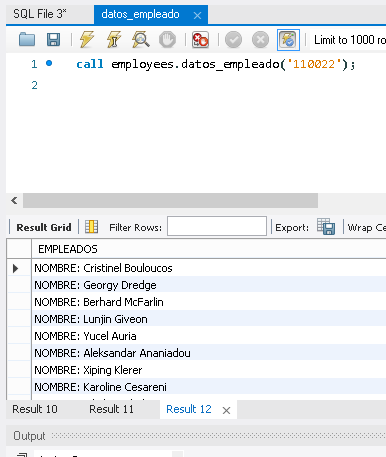 SQL File 3*
datos_empleado
Limit to 1000 ro
1
call employees.datos_empleado('110022');
2
Result Grid
Filter Rows:
Export:
Wrap Ce
EMPLEADOS
NOMBRE: Cristinel Bouloucos
NOMBRE: Georgy Dredge
NOMBRE: Berhard McFarlin
NOMBRE: Lunjin Giveon
NOMBRE: Yucel Auria
NOMBRE: Aleksandar Ananiadou
NOMBRE: Xiping Klerer
NOMBRE: Karoline Cesareni
Result 10
Result 11
Result 12
Output